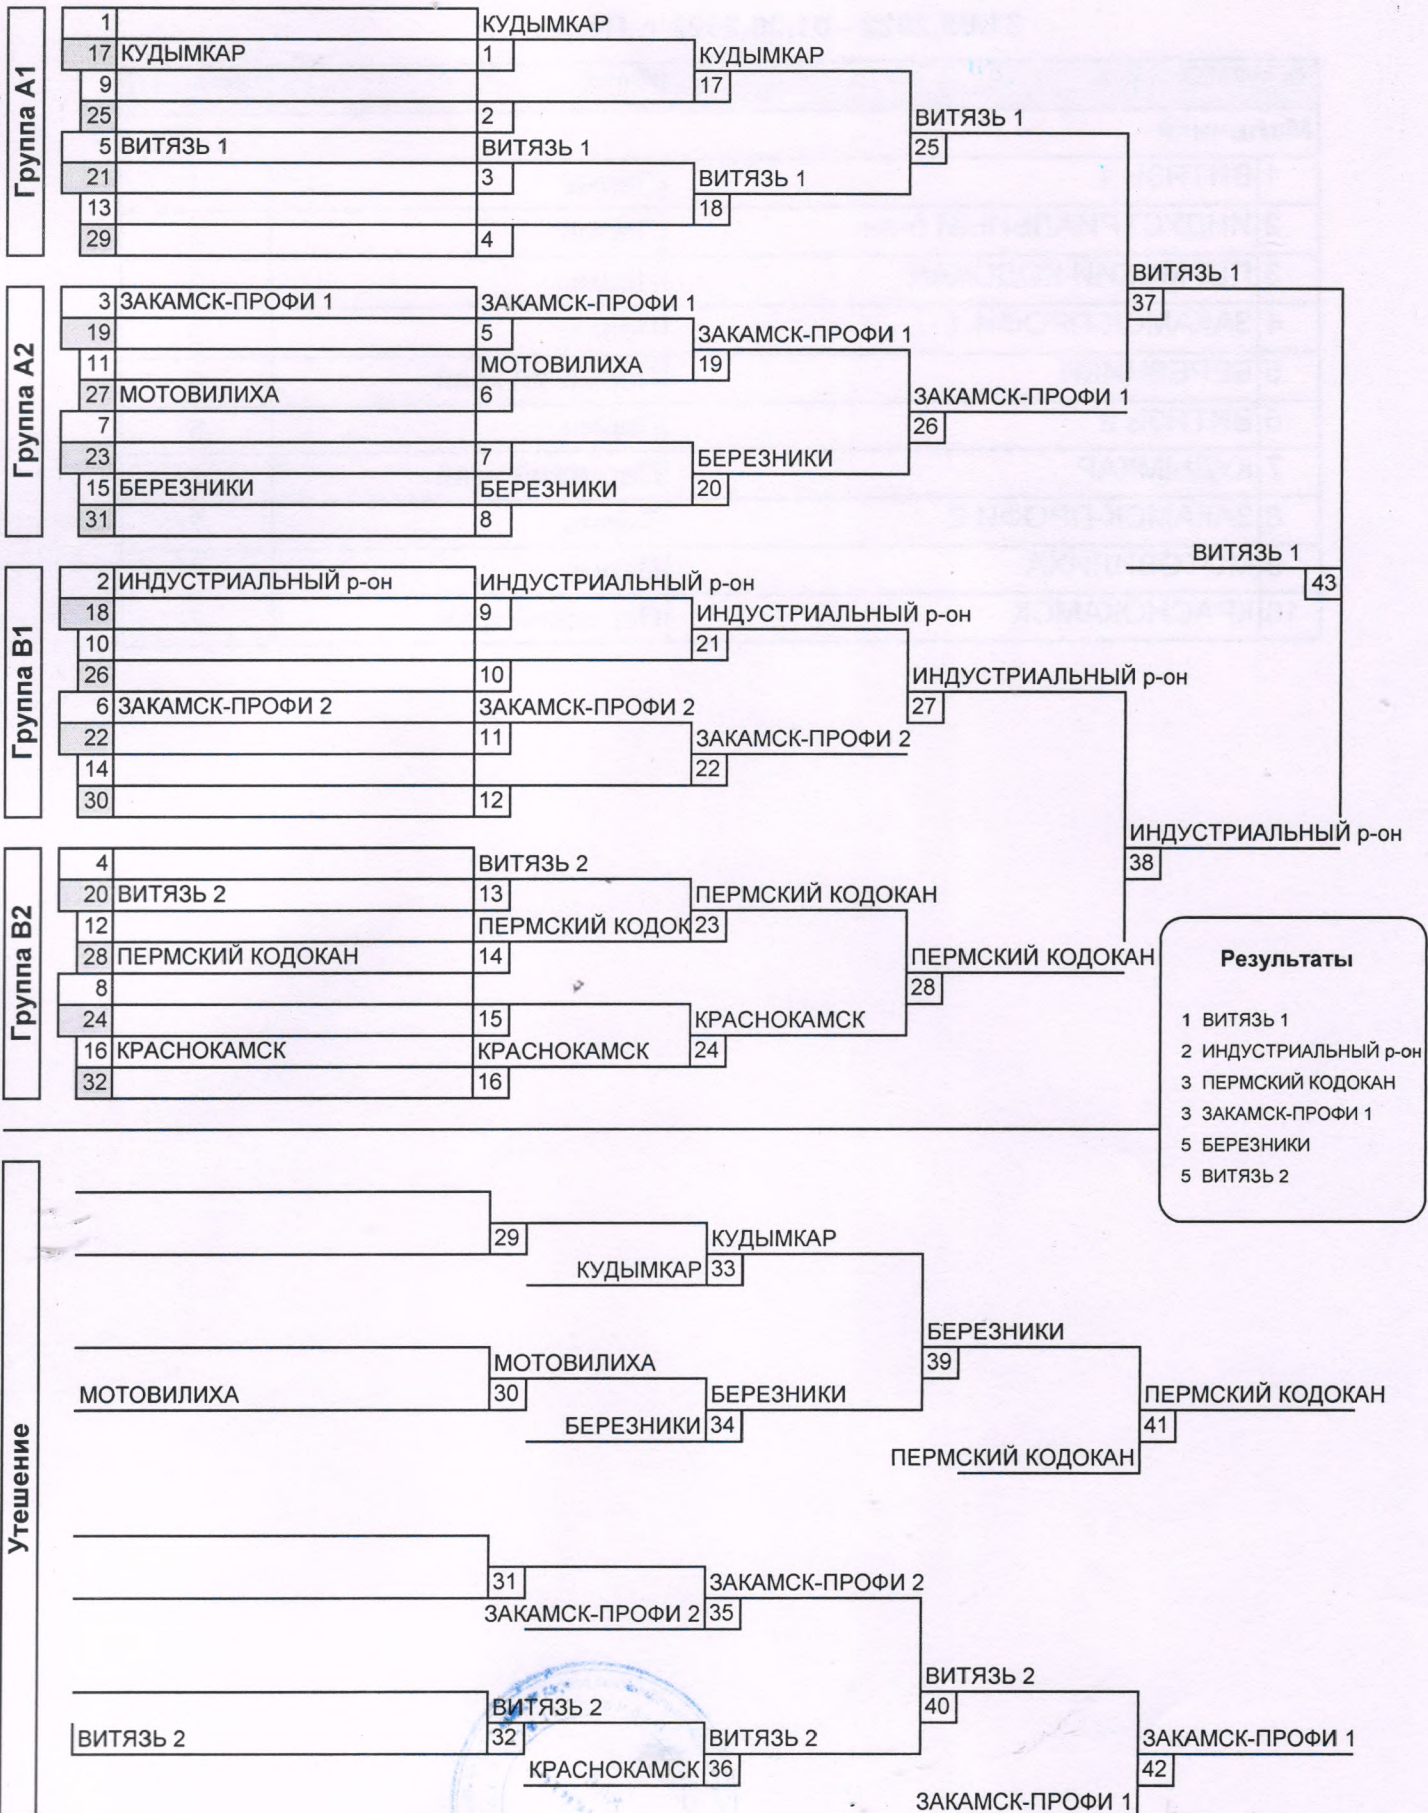 Группа A1
1
КУДЫМКАР
17 КУДЫМКАР
1
КУДЫМКАР
9
17
25
2
ВИТЯЗЬ 1
5 ВИТЯЗЬ 1
ВИТЯЗЬ 1
25
21
3
ВИТЯЗЬ 1
13
18
29
4
ВИТЯЗЬ 1
37
Группа A2
3 ЗАКАМСК-ПРОФИ 1
ЗАКАМСК-ПРОФИ 1
19
5
ЗАКАМСК-ПРОФИ 1
11
МОТОВИЛИХА
19
27 МОТОВИЛИХА
6
ЗАКАМСК-ПРОФИ 1
7
26
23
7
БЕРЕЗНИКИ
15 БЕРЕЗНИКИ
БЕРЕЗНИКИ
20
31
8
ВИТЯЗЬ 1
43
Группа B1
2 ИНДУСТРИАЛЬНЫЙ р-он
ИНДУСТРИАЛЬНЫЙ р-он
18
9
ИНДУСТРИАЛЬНЫЙ р-он
10
21
26
10
ИНДУСТРИАЛЬНЫЙ р-он
6 ЗАКАМСК-ПРОФИ 2
ЗАКАМСК-ПРОФИ 2
27
22
11
ЗАКАМСК-ПРОФИ 2
14
22
30
12
ИНДУСТРИАЛЬНЫЙ р-он
38
Группа B2
4
ВИТЯЗЬ 2
20 ВИТЯЗЬ 2
13
ПЕРМСКИЙ КОДОКАН
12
ПЕРМСКИЙ КОДОК
23
28 ПЕРМСКИЙ КОДОКАН
14
ПЕРМСКИЙ КОДОКАН
8
28
24
15
КРАСНОКАМСК
16 КРАСНОКАМСК
КРАСНОКАМСК
24
32
16
Результаты
1 ВИТЯЗЬ 1
2 ИНДУСТРИАЛЬНЫЙ р-он
3 ПЕРМСКИЙ КОДОКАН
3 ЗАКАМСК-ПРОФИ 1
5 БЕРЕЗНИКИ
5 ВИТЯЗЬ 2
Утешение
29
КУДЫМКАР
КУДЫМКАР
33
БЕРЕЗНИКИ
39
МОТОВИЛИХА
МОТОВИЛИХА
30
БЕРЕЗНИКИ
ПЕРМСКИЙ КОДОКАН
БЕРЕЗНИКИ
34
41
ПЕРМСКИЙ КОДОКАН
31
ЗАКАМСК-ПРОФИ 2
ЗАКАМСК-ПРОФИ 2
35
ВИТЯЗЬ 2
40
ВИТЯЗЬ 2
ВИТЯЗЬ 2
32
ВИТЯЗЬ 2
ЗАКАМСК-ПРОФИ 1
КРАСНОКАМСК
36
42
ЗАКАМСК-ПРОФИ 1